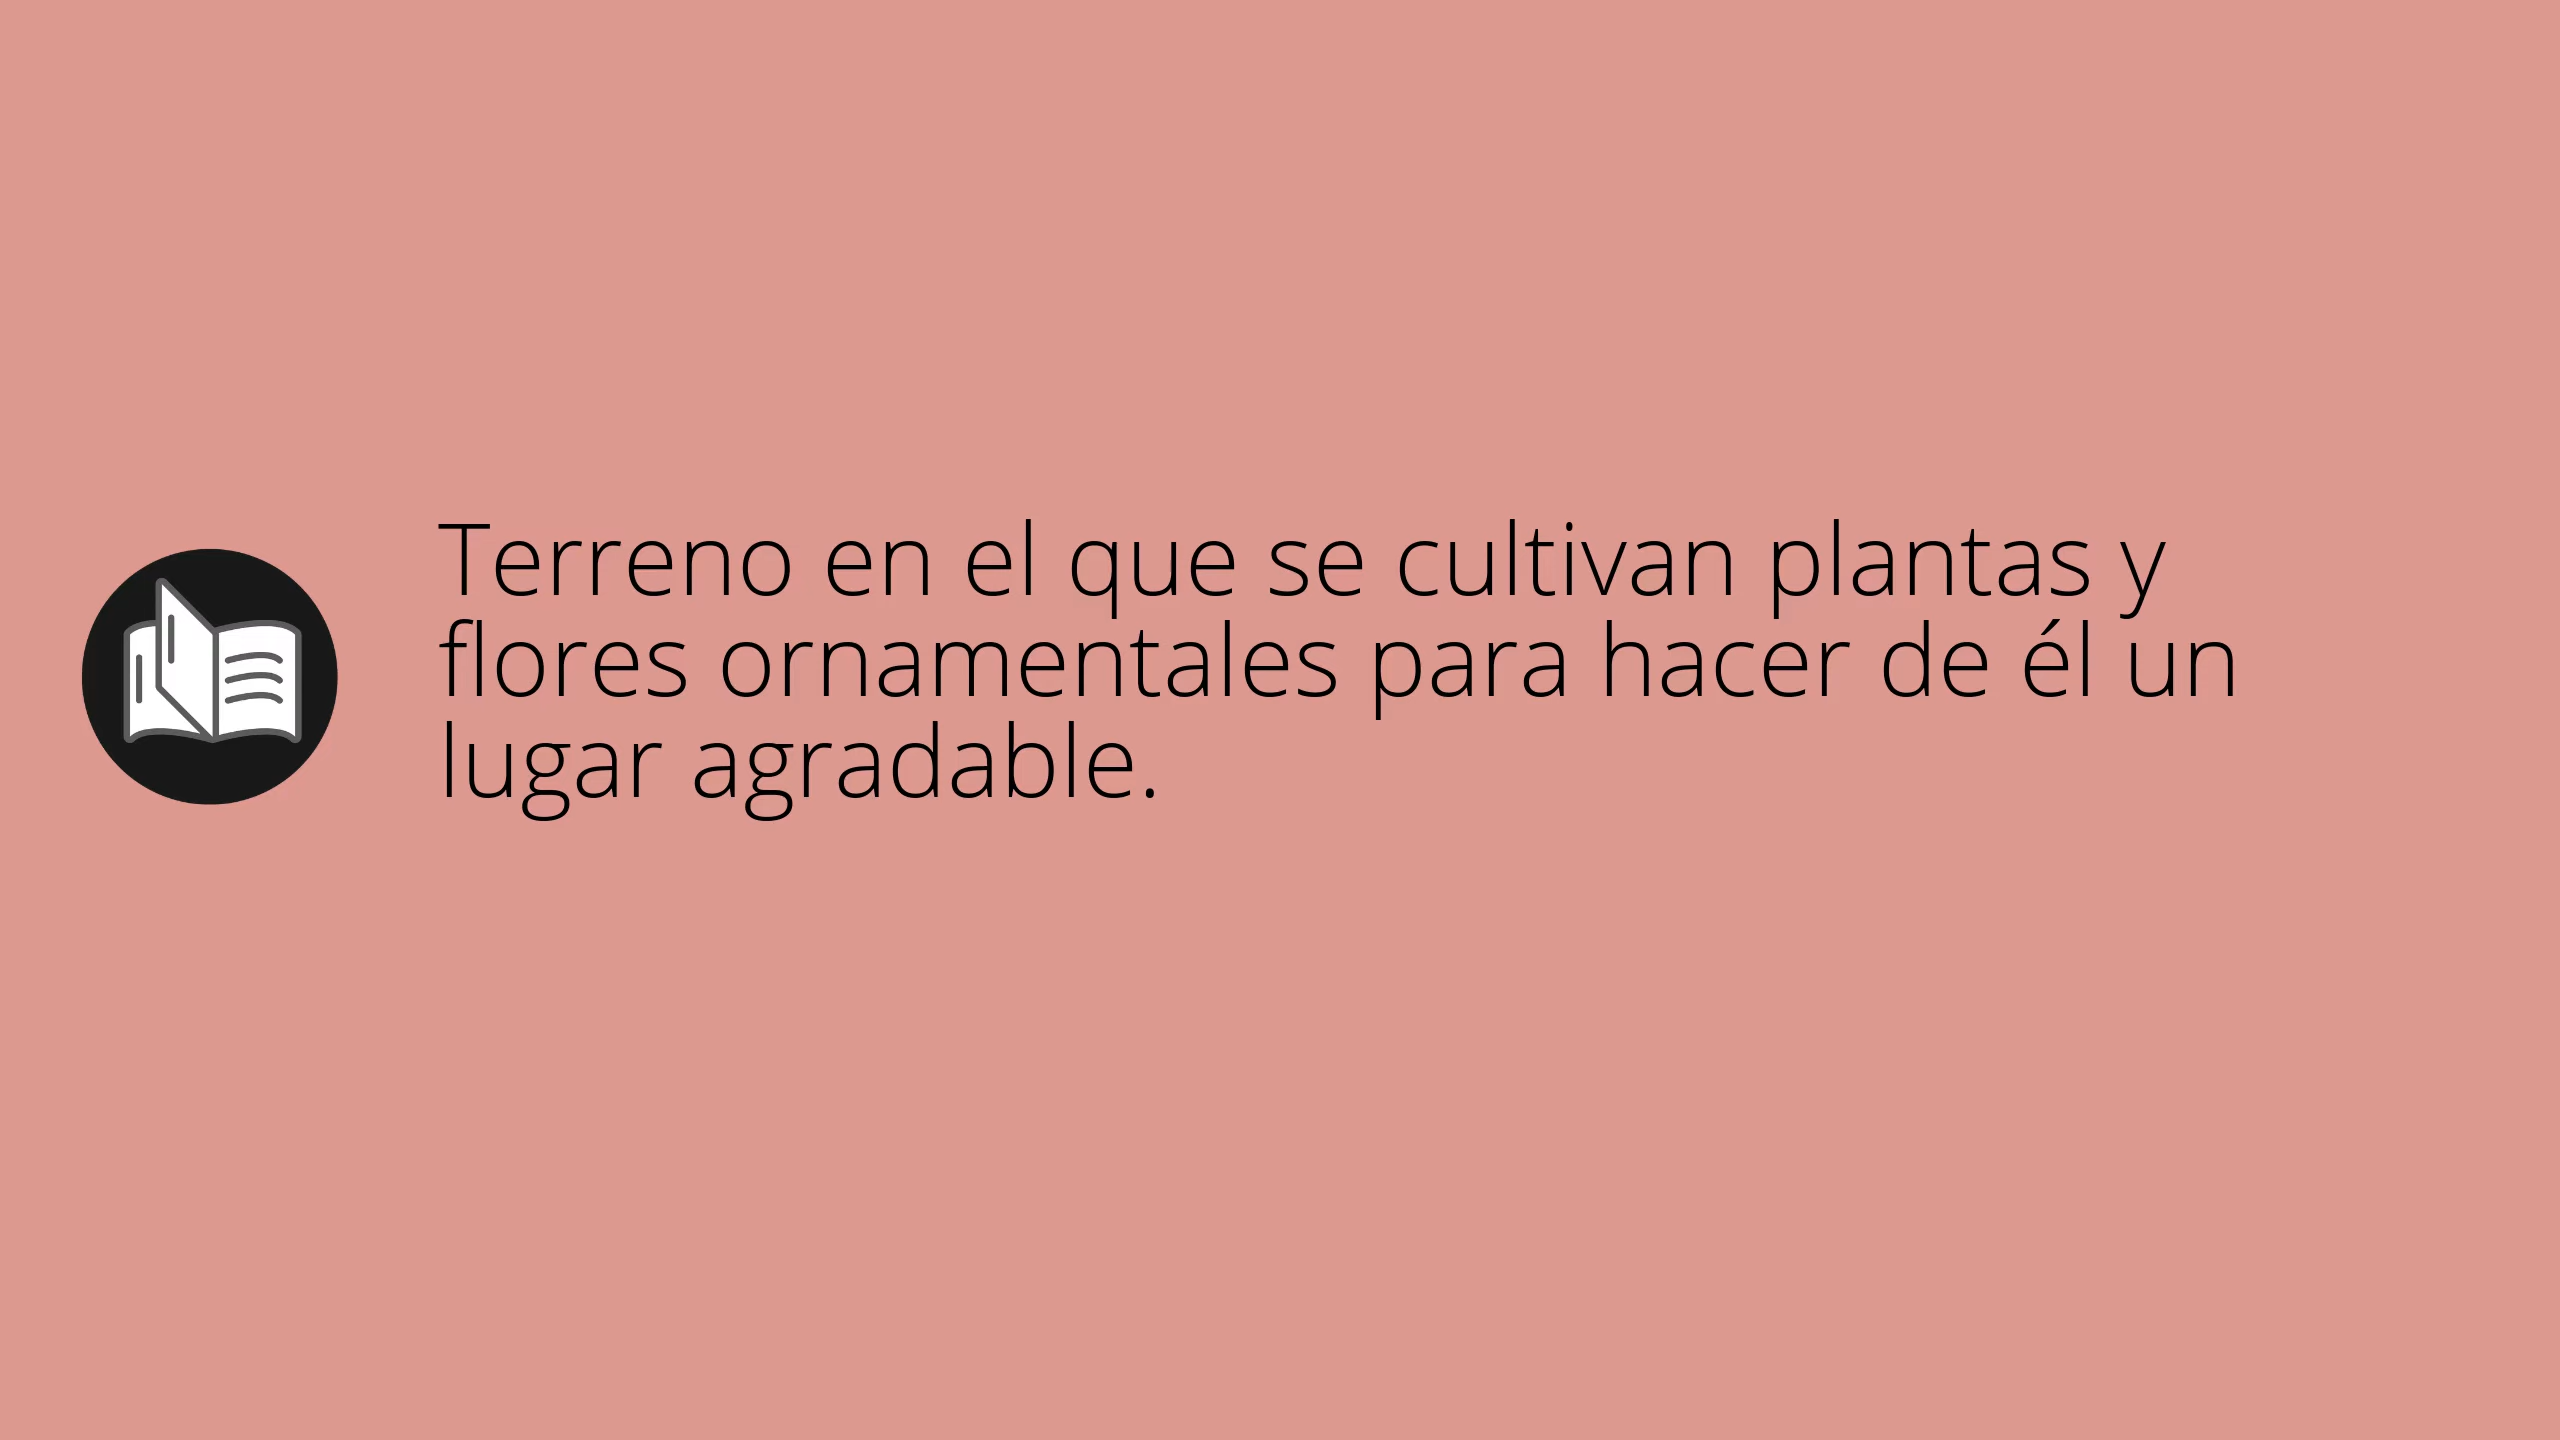 Terreno en el que se cultivan plantas y
flores ornamentales para hacer de él un
lugar agradable.